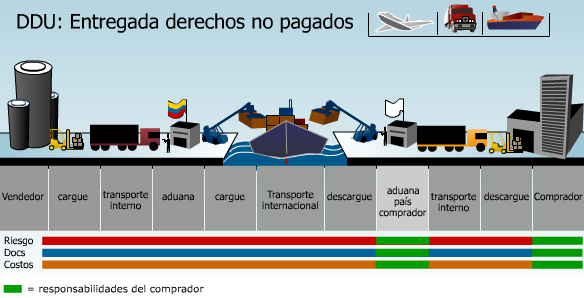 DDU: Entregada derechos no pagados
Vendedor
cargue
transporte
interno
aduana
cargue
Transporte
internacional
descargue
aduana
país
comprador
transporte
interno
descargue
Comprador
Riesgo
Docs
Costos
= responsabilidades del comprador